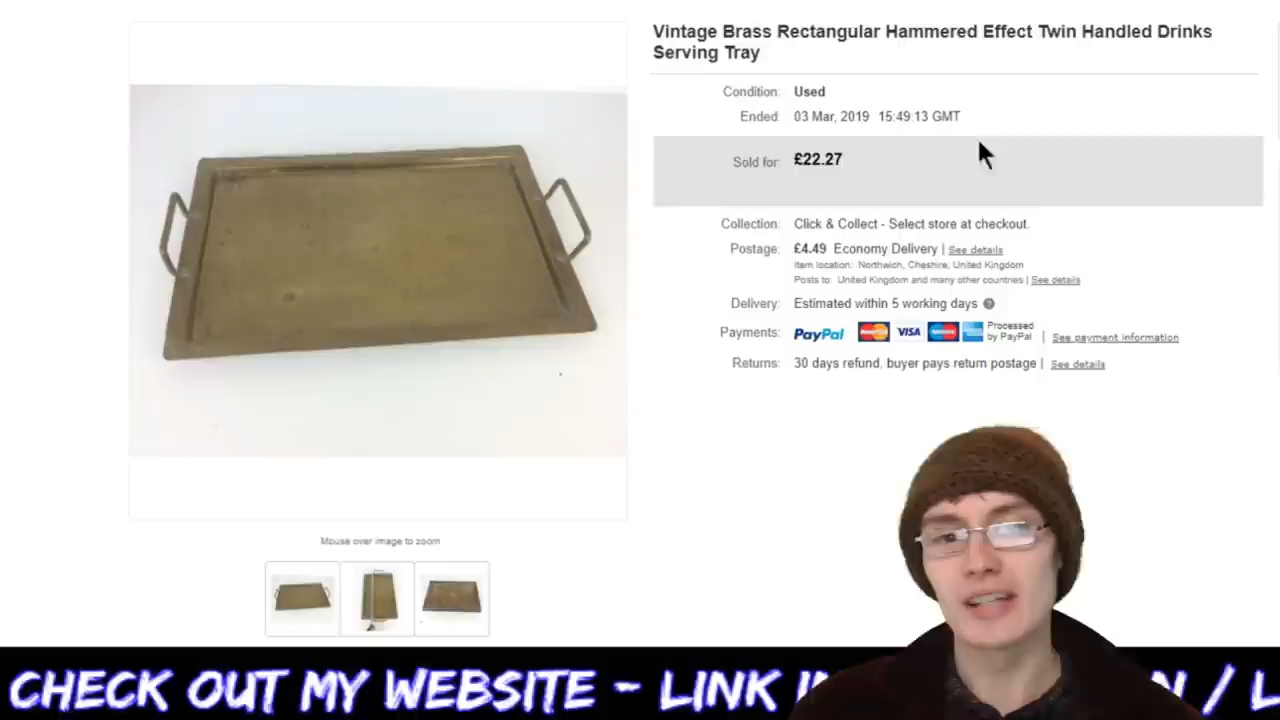 Vintage Brass Rectangular Hammered Effect Twin Handled Drinks
Serving Tray
Condition: Used
Ended: 03 Mar, 2019 15:49:13 GMT
Sold for: £22.27
Collection: Click & Collect - Select store at checkout.
Postage: £4.49 Economy Delivery | See details
Item location: Northwich, Cheshire, United Kingdom
Posts to: United Kingdom and many other countries | See details
Delivery: Estimated within 5 working days ?
Payments: PayPal MasterCard VISA Maestro Processed by PayPal | See payment information
Returns: 30 days refund, buyer pays return postage | See details
Mouse over image to zoom
CHECK OUT MY WEBSITE - LINK IN / L